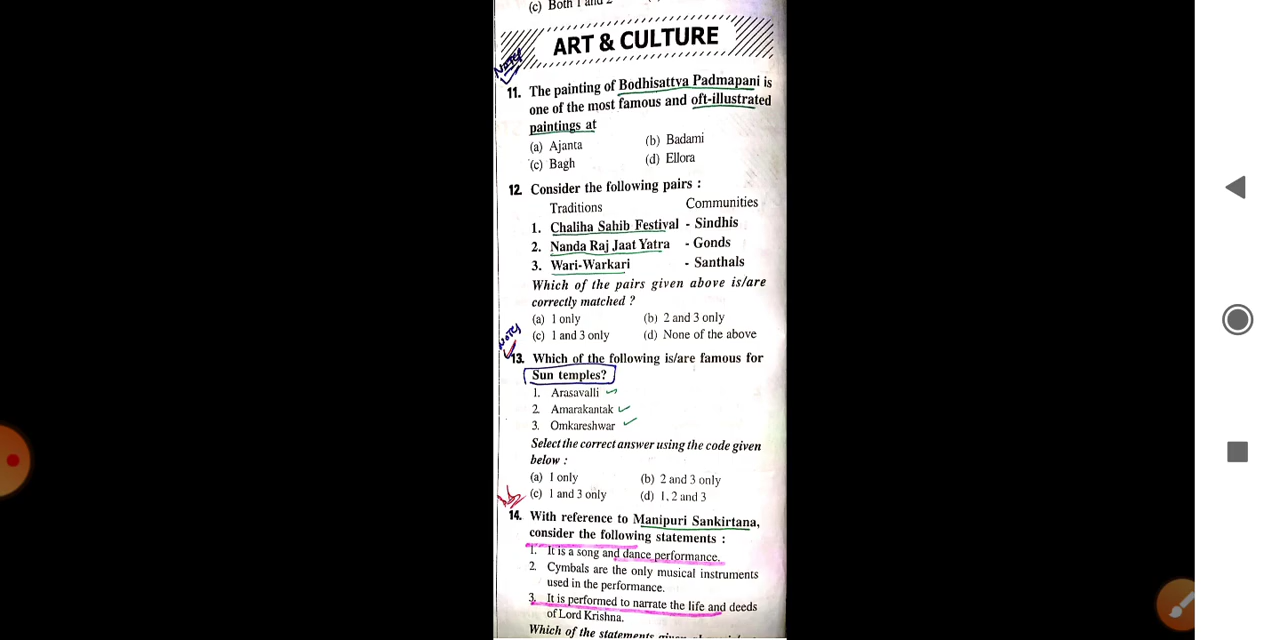 (c) Both 1 and 2
ART & CULTURE
NOTES
11. The painting of Bodhisattva Padmapani is
one of the most famous and oft-illustrated
paintings at
(a) Ajanta (b) Badami
(c) Bagh (d) Ellora
12. Consider the following pairs :
Traditions Communities
1. Chaliha Sahib Festival - Sindhis
2. Nanda Raj Jaat Yatra - Gonds
3. Wari-Warkari - Santhals
Which of the pairs given above is/are
correctly matched ?
(a) 1 only (b) 2 and 3 only
(c) 1 and 3 only (d) None of the above
NOTES
13. Which of the following is/are famous for
Sun temples?
1. Arasavalli
2. Amarakantak
3. Omkareshwar
Select the correct answer using the code given
below :
(a) 1 only (b) 2 and 3 only
(c) 1 and 3 only (d) 1, 2 and 3
14. With reference to Manipuri Sankirtana,
consider the following statements :
1. It is a song and dance performance.
2. Cymbals are the only musical instruments
used in the performance.
3. It is performed to narrate the life and deeds
of Lord Krishna.
Which of the statements